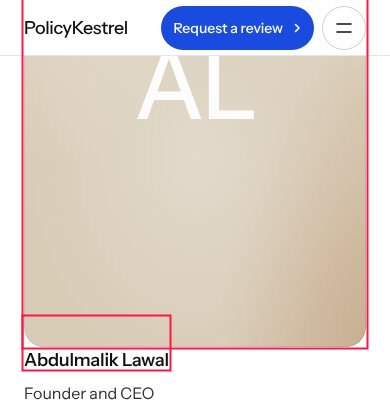 PolicyKestrel
Request a review
AL
Abdulmalik Lawal
Founder and CEO